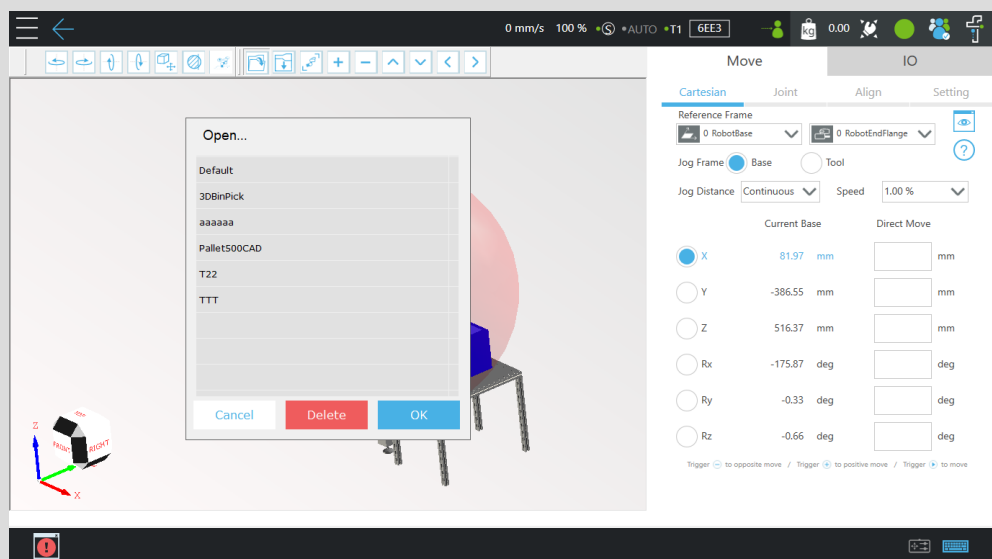 0 mm/s 100 % S AUTO T1 6EE3 kg 0.00
Move IO
Cartesian Joint Align Setting
Reference Frame
0 RobotBase 0 RobotEndFlange
?
Jog Frame Base Tool
Jog Distance Continuous Speed 1.00 %
Current Base Direct Move
X 81.97 mm mm
Y -386.55 mm mm
Z 516.37 mm mm
Rx -175.87 deg deg
Ry -0.33 deg deg
Rz -0.66 deg deg
Trigger - to opposite move / Trigger + to positive move / Trigger to move
Open...
Default
3DBinPick
aaaaaa
Pallet500CAD
T22
TTT
Cancel Delete OK
Z
TOP
FRONT RIGHT
X